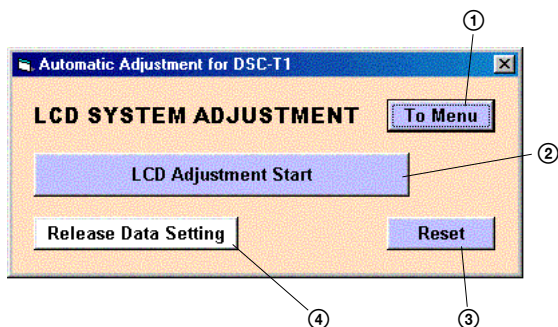 ①
Automatic Adjustment for DSC-T1
LCD SYSTEM ADJUSTMENT
To Menu
②
LCD Adjustment Start
Release Data Setting
Reset
④
③